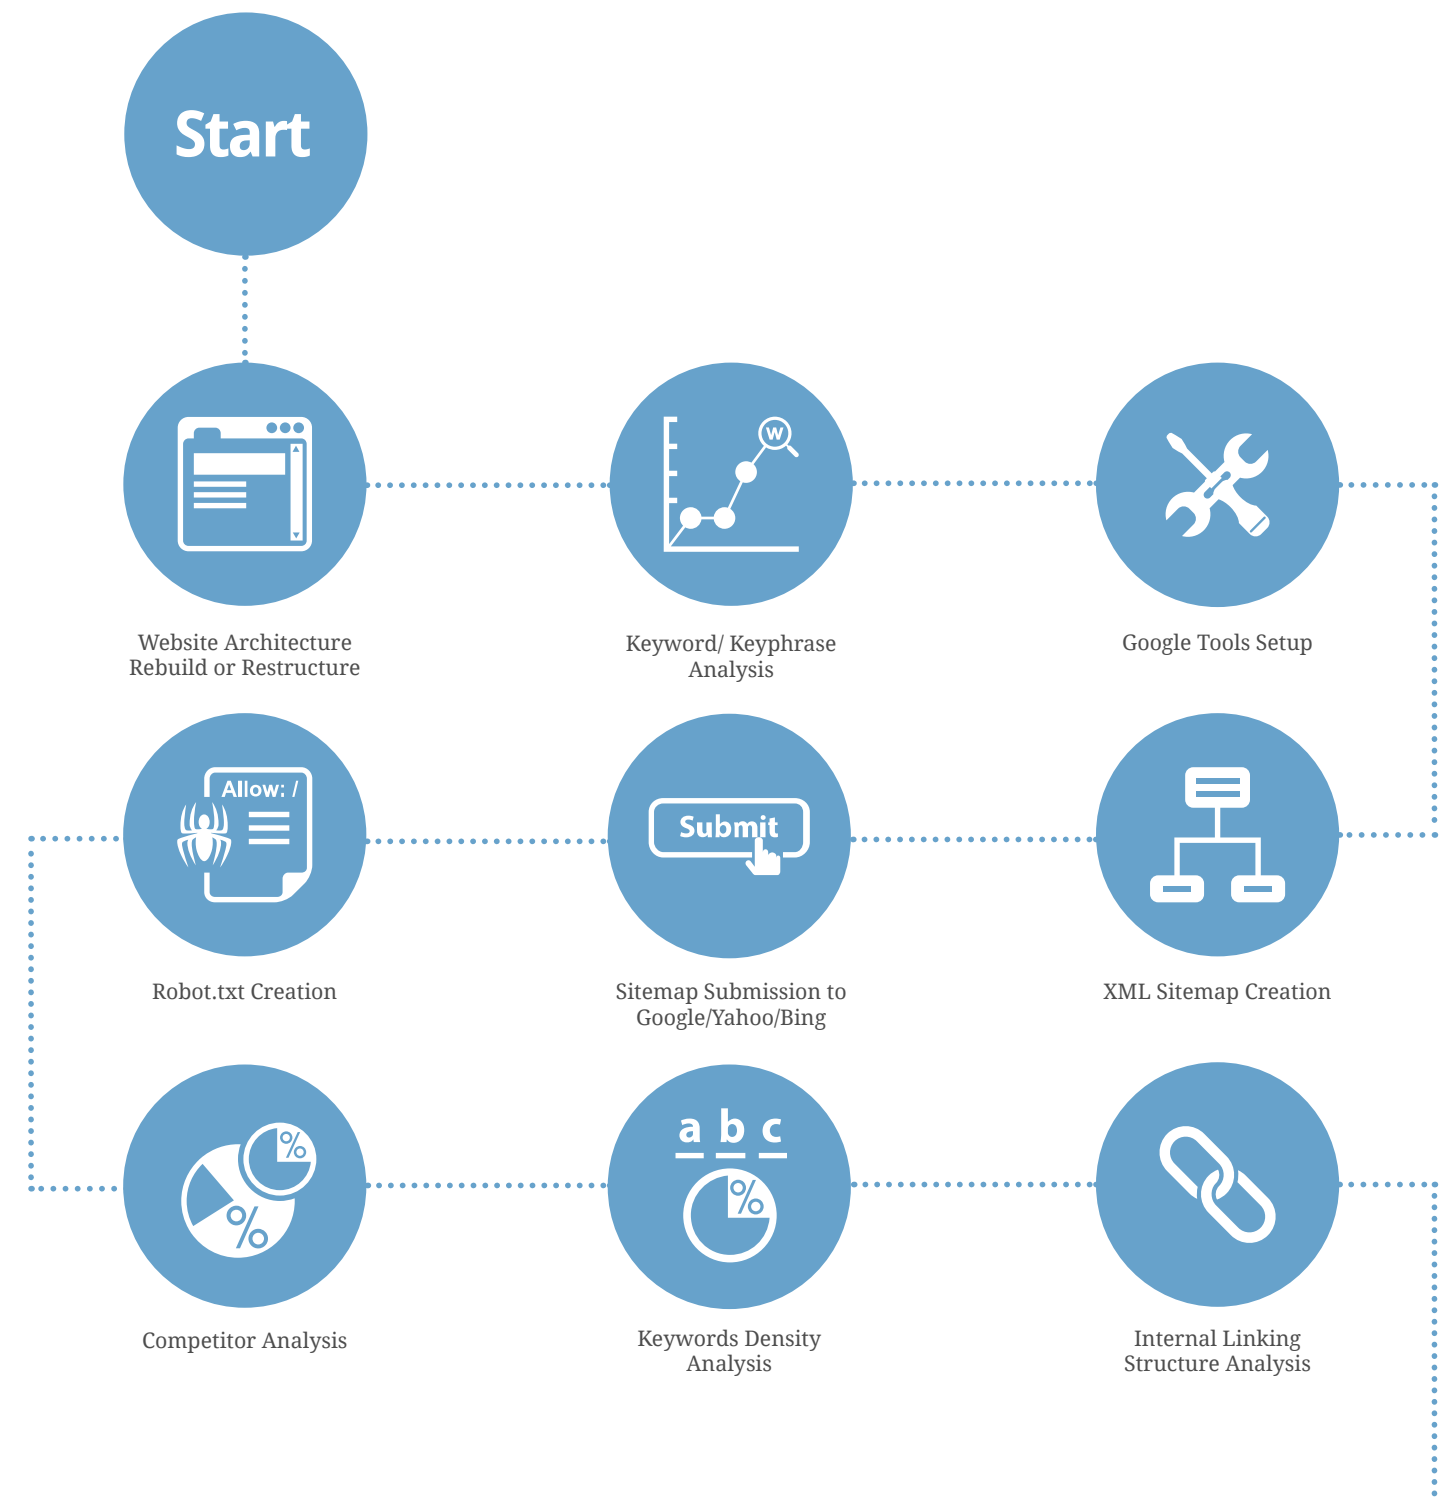 Start
W
Website Architecture
Rebuild or Restructure
Keyword/ Keyphrase
Analysis
Google Tools Setup
Allow: /
Submit
Robot.txt Creation
Sitemap Submission to
Google/Yahoo/Bing
XML Sitemap Creation
%
%
a b c
%
Competitor Analysis
Keywords Density
Analysis
Internal Linking
Structure Analysis